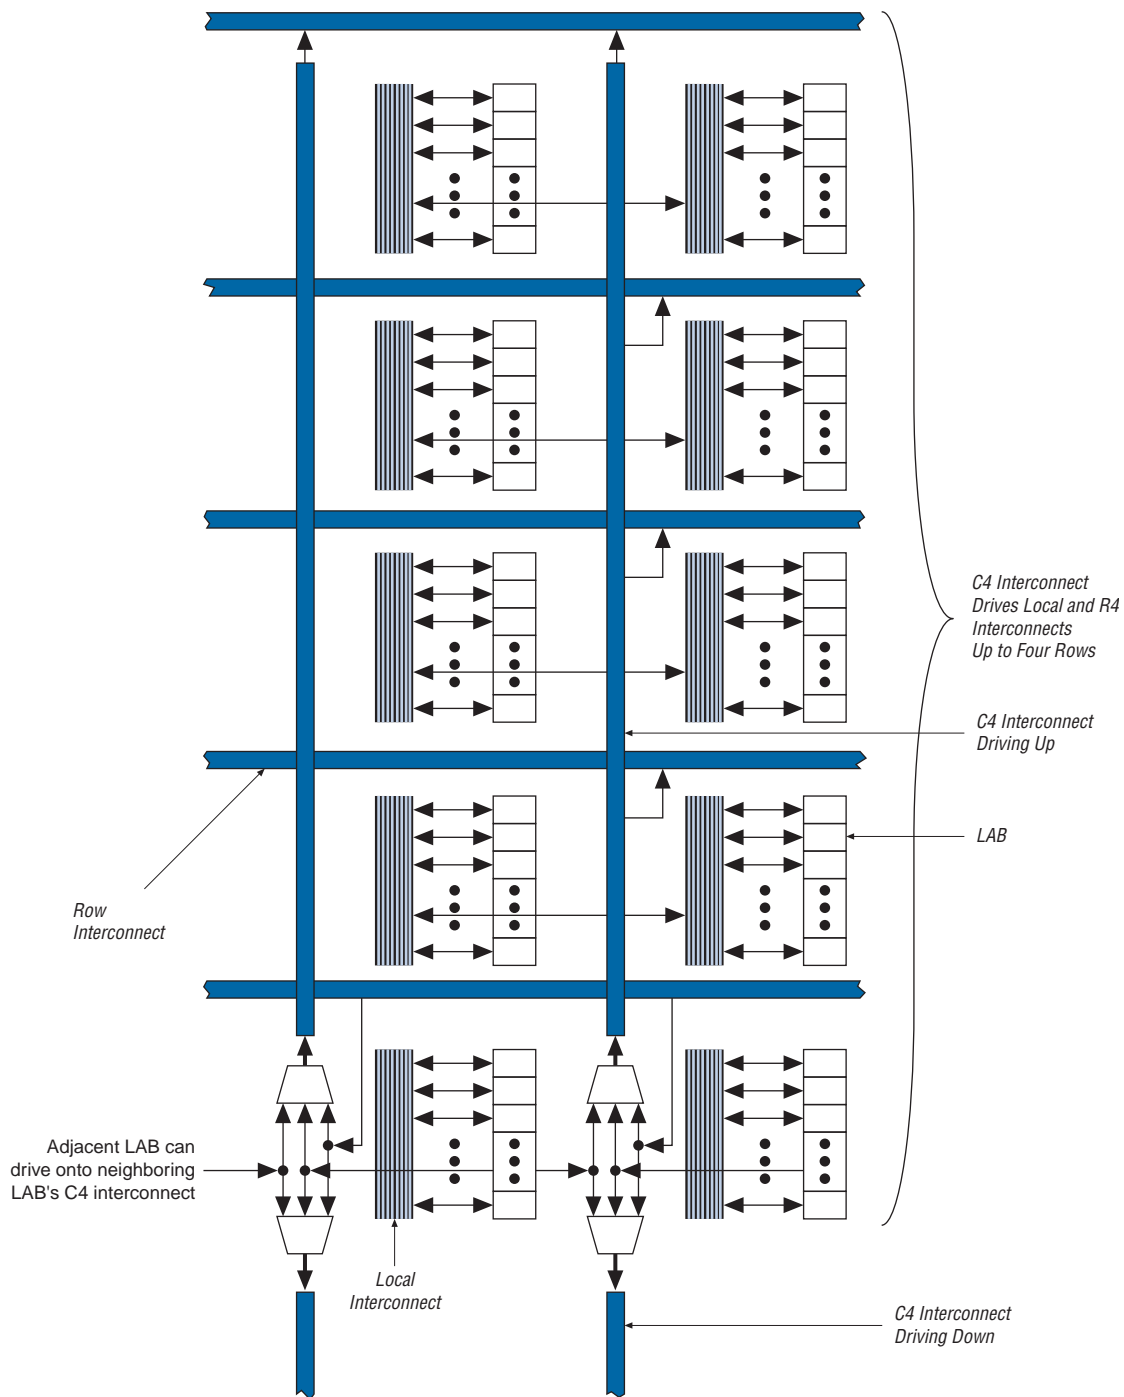 C4 Interconnect
Drives Local and R4
Interconnects
Up to Four Rows
C4 Interconnect
Driving Up
LAB
Row
Interconnect
Adjacent LAB can
drive onto neighboring
LAB's C4 interconnect
Local
Interconnect
C4 Interconnect
Driving Down